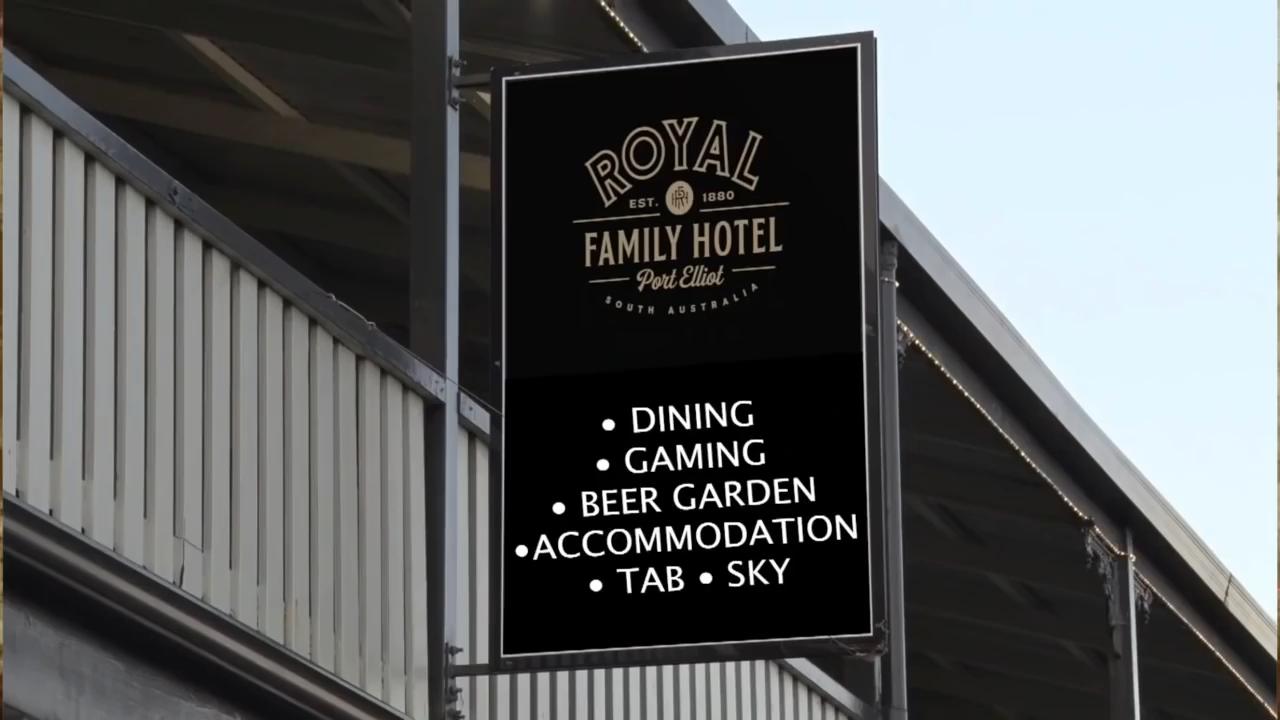 ROYAL
EST. 1880
FAMILY HOTEL
Port Elliot
SOUTH AUSTRALIA
• DINING
• GAMING
• BEER GARDEN
•ACCOMMODATION
• TAB • SKY